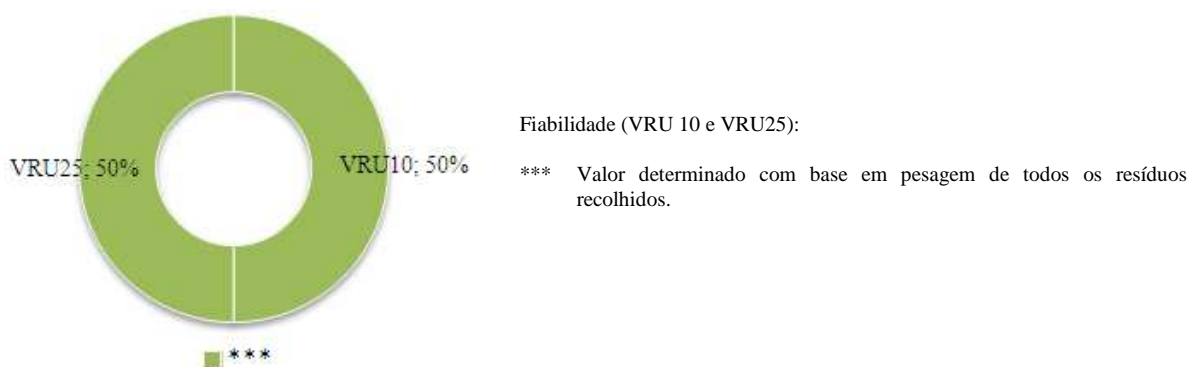 VRU25; 50%
VRU10; 50%
***
Fiabilidade (VRU 10 e VRU25):
*** Valor determinado com base em pesagem de todos os resíduos
recolhidos.